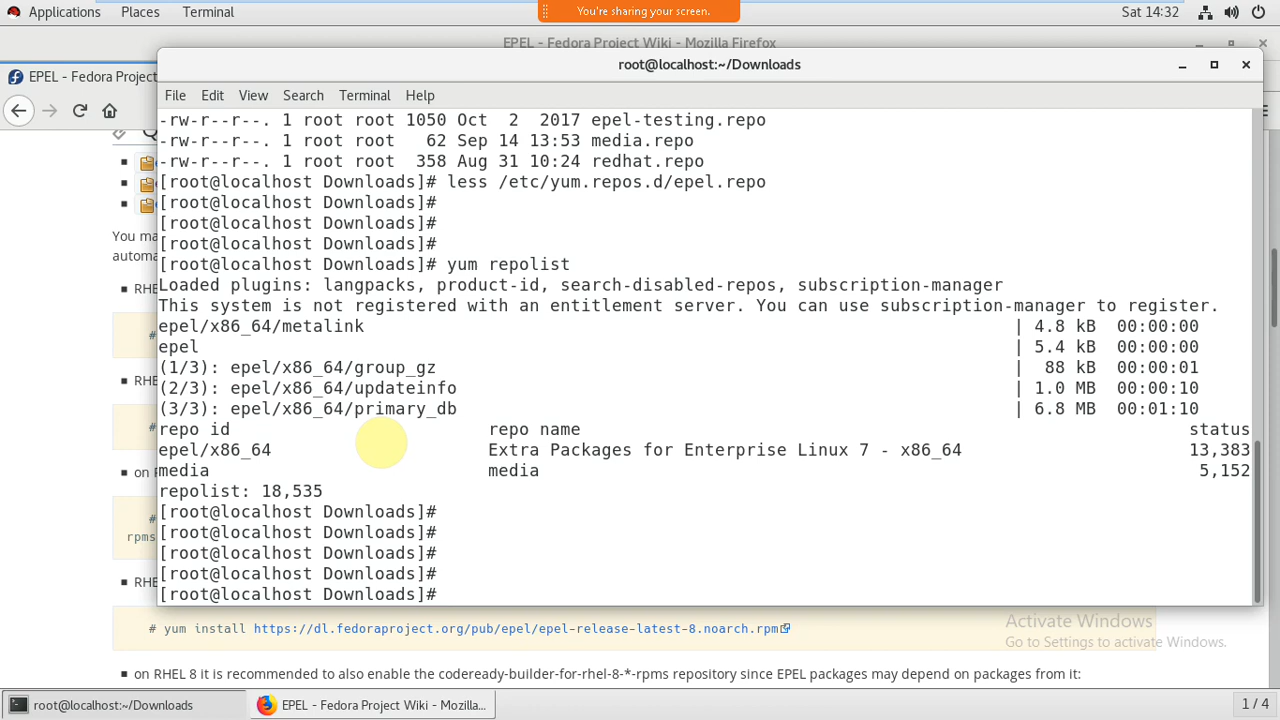 Applications Places Terminal
You're sharing your screen.
Sat 14:32
EPEL - Fedora Project Wiki - Mozilla Firefox
EPEL - Fedora Project
root@localhost:~/Downloads
File Edit View Search Terminal Help
-rw-r--r--. 1 root root 1050 Oct  2  2017 epel-testing.repo
-rw-r--r--. 1 root root   62 Sep 14 13:53 media.repo
-rw-r--r--. 1 root root  358 Aug 31 10:24 redhat.repo
[root@localhost Downloads]# less /etc/yum.repos.d/epel.repo
[root@localhost Downloads]#
[root@localhost Downloads]#
[root@localhost Downloads]#
[root@localhost Downloads]# yum repolist
Loaded plugins: langpacks, product-id, search-disabled-repos, subscription-manager
This system is not registered with an entitlement server. You can use subscription-manager to register.
epel/x86_64/metalink | 4.8 kB 00:00:00
epel | 5.4 kB 00:00:00
(1/3): epel/x86_64/group_gz | 88 kB 00:00:01
(2/3): epel/x86_64/updateinfo | 1.0 MB 00:00:10
(3/3): epel/x86_64/primary_db | 6.8 MB 00:01:10
repo id repo name status
epel/x86_64 Extra Packages for Enterprise Linux 7 - x86_64 13,383
media media 5,152
repolist: 18,535
[root@localhost Downloads]#
[root@localhost Downloads]#
[root@localhost Downloads]#
[root@localhost Downloads]#
[root@localhost Downloads]#
You ma
autom
RHE
#
RHE
#
on
#
rpms
RHE
# yum install https://dl.fedoraproject.org/pub/epel/epel-release-latest-8.noarch.rpm
Activate Windows
Go to Settings to activate Windows.
on RHEL 8 it is recommended to also enable the codeready-builder-for-rhel-8-*-rpms repository since EPEL packages may depend on packages from it:
root@localhost:~/Downloads
EPEL - Fedora Project Wiki - Mozilla...
1 / 4